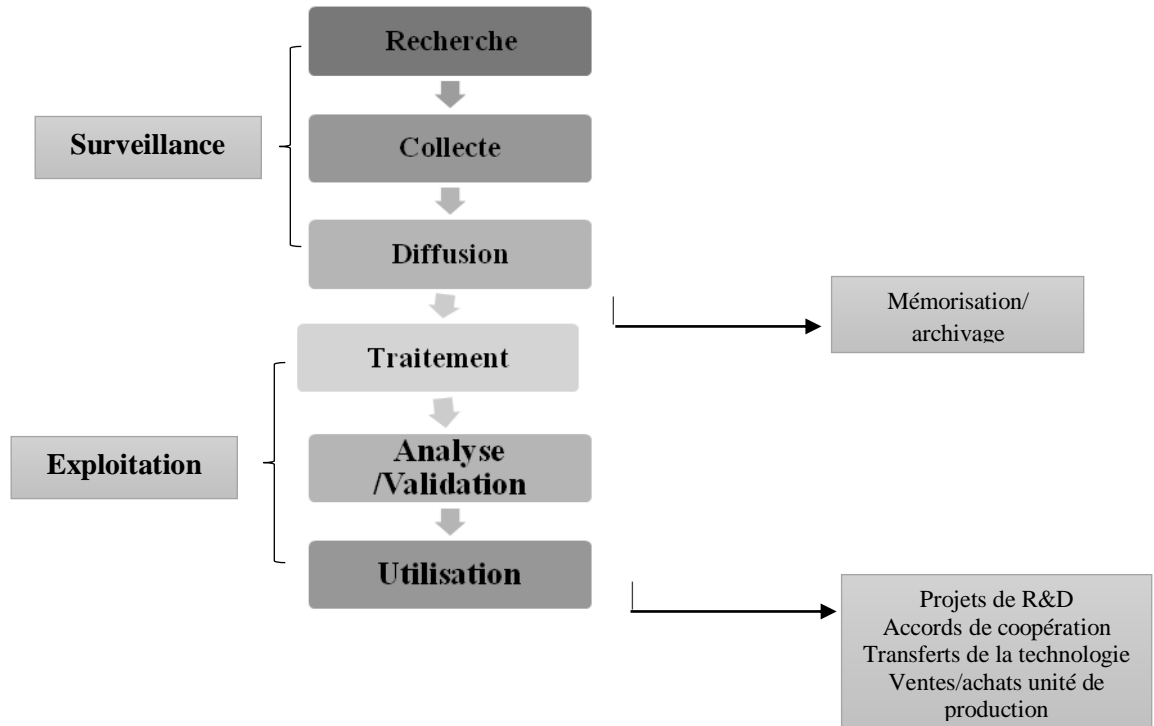 Recherche
Surveillance
Collecte
Diffusion
Mémorisation/
archivage
Traitement
Exploitation
Analyse
/Validation
Utilisation
Projets de R&D
Accords de coopération
Transferts de la technologie
Ventes/achats unité de
production